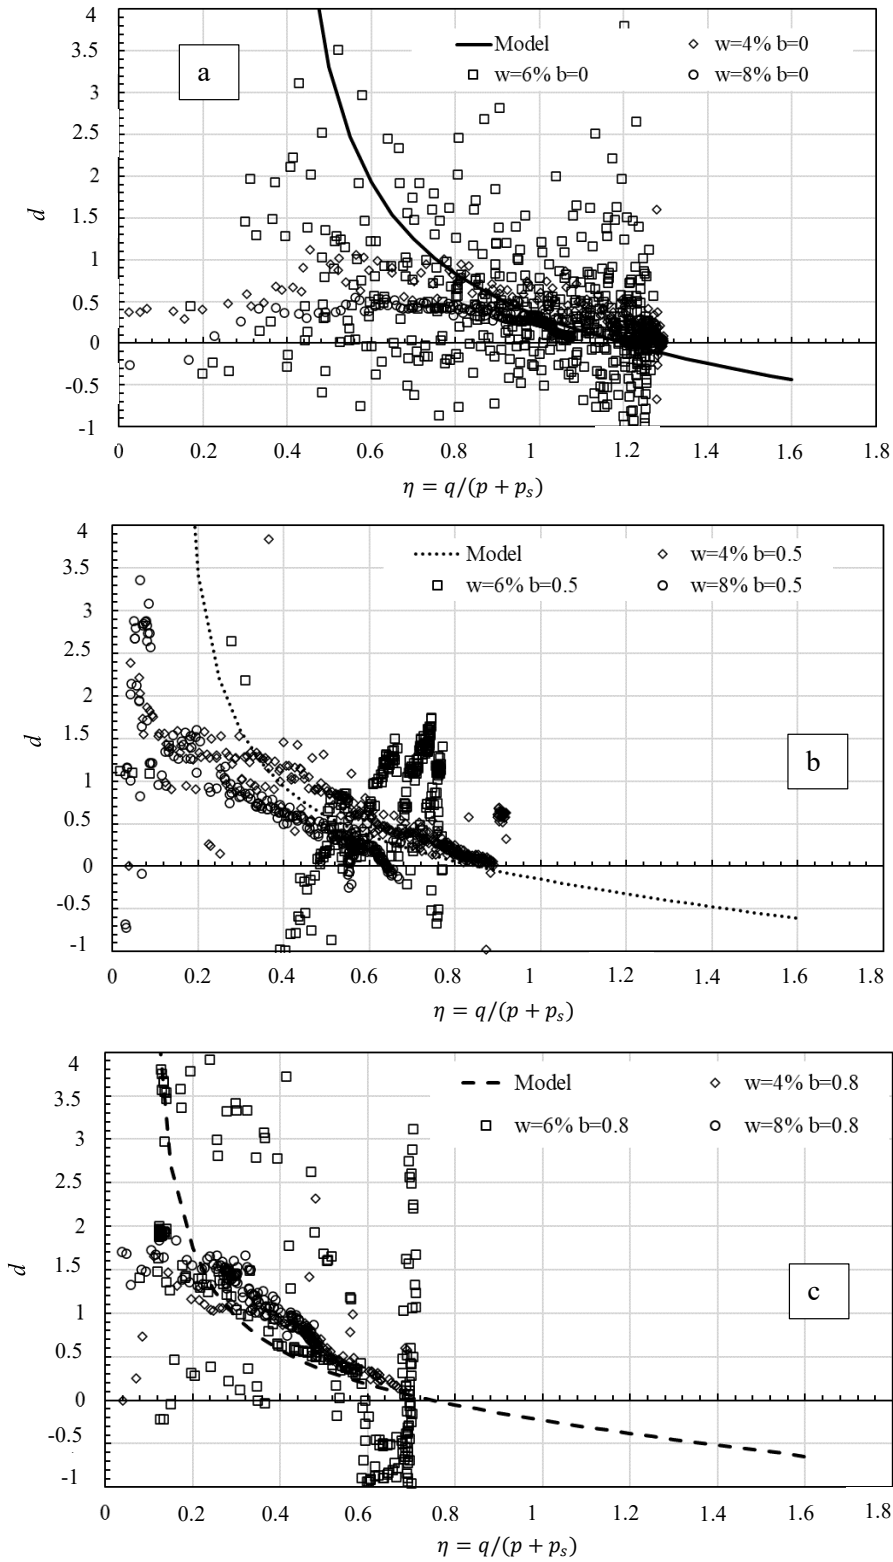 4
3.5
3
2.5
2
1.5
1
0.5
0
-0.5
-1
d
a
Model
w=4% b=0
w=6% b=0
w=8% b=0
0 0.2 0.4 0.6 0.8 1 1.2 1.4 1.6 1.8
η = q/(p + pₛ)
4
3.5
3
2.5
2
1.5
1
0.5
0
-0.5
-1
d
Model
w=4% b=0.5
w=6% b=0.5
w=8% b=0.5
b
0 0.2 0.4 0.6 0.8 1 1.2 1.4 1.6 1.8
η = q/(p + pₛ)
4
3.5
3
2.5
2
1.5
1
0.5
0
-0.5
-1
d
Model
w=4% b=0.8
w=6% b=0.8
w=8% b=0.8
c
0 0.2 0.4 0.6 0.8 1 1.2 1.4 1.6 1.8
η = q/(p + pₛ)